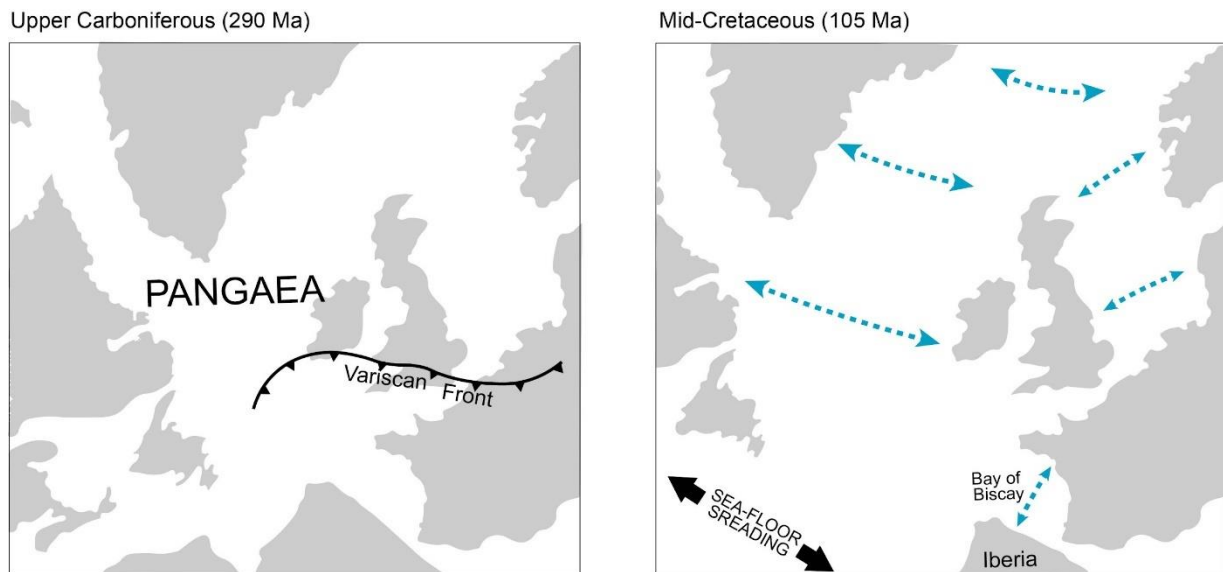 Upper Carboniferous (290 Ma)
PANGAEA
Variscan Front
Mid-Cretaceous (105 Ma)
Bay of
Biscay
SEA-FLOOR
SREADING
Iberia